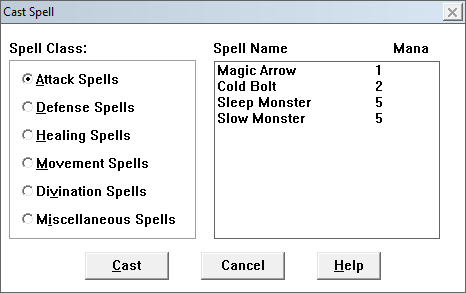 Cast Spell
Spell Class:
Attack Spells
Defense Spells
Healing Spells
Movement Spells
Divination Spells
Miscellaneous Spells
Spell Name Mana
Magic Arrow 1
Cold Bolt 2
Sleep Monster 5
Slow Monster 5
Cast Cancel Help